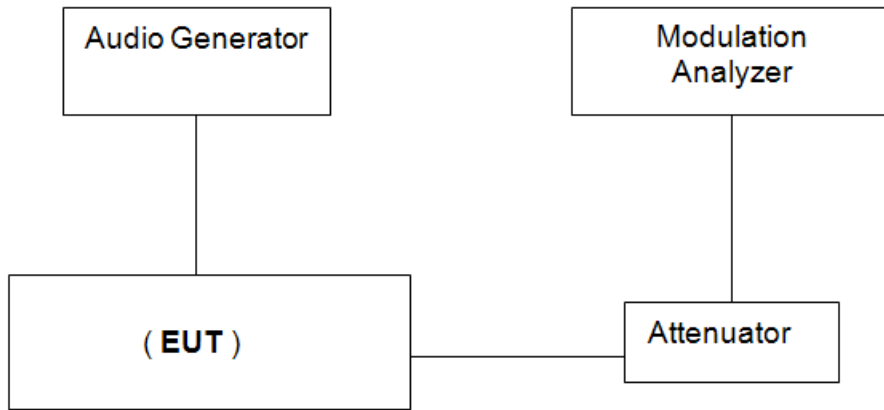 Audio Generator
Modulation
Analyzer
( EUT )
Attenuator